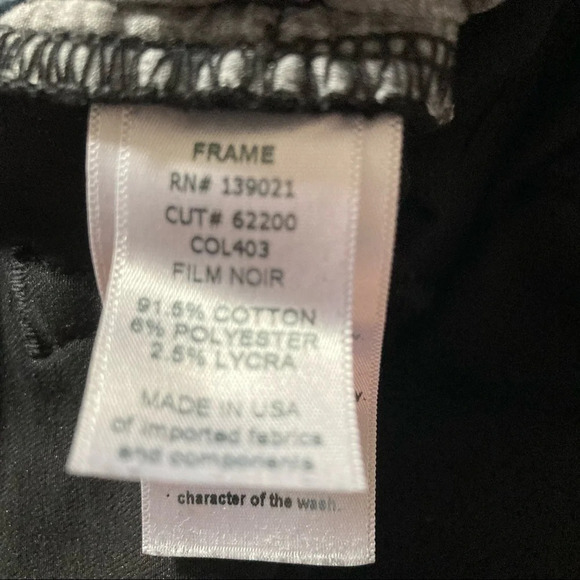 FRAME
RN# 139021
CUT# 62200
COL403
FILM NOIR
91.5% COTTON
6% POLYESTER
2.5% LYCRA
MADE IN USA
of imported fabrics
and components
y.
· character of the wash.